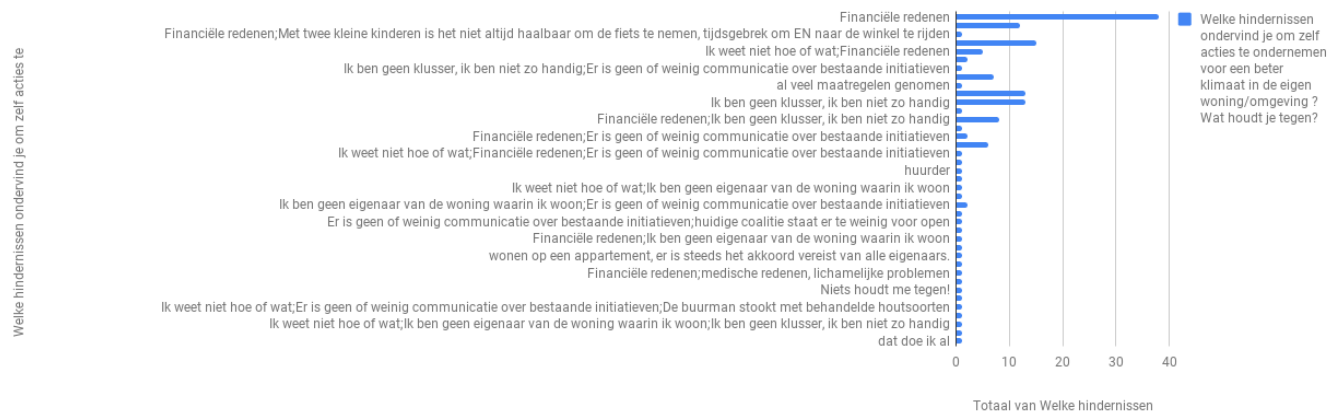 Welke hindernissen ondervind je om zelf acties te
Financiële redenen
Financiële redenen;Met twee kleine kinderen is het niet altijd haalbaar om de fiets te nemen, tijdsgebrek om EN naar de winkel te rijden
Ik weet niet hoe of wat;Financiële redenen
Ik ben geen klusser, ik ben niet zo handig;Er is geen of weinig communicatie over bestaande initiatieven
al veel maatregelen genomen
Ik ben geen klusser, ik ben niet zo handig
Financiële redenen;Ik ben geen klusser, ik ben niet zo handig
Financiële redenen;Er is geen of weinig communicatie over bestaande initiatieven
Ik weet niet hoe of wat;Financiële redenen;Er is geen of weinig communicatie over bestaande initiatieven
huurder
Ik weet niet hoe of wat;Ik ben geen eigenaar van de woning waarin ik woon
Ik ben geen eigenaar van de woning waarin ik woon;Er is geen of weinig communicatie over bestaande initiatieven
Er is geen of weinig communicatie over bestaande initiatieven;huidige coalitie staat er te weinig voor open
Financiële redenen;Ik ben geen eigenaar van de woning waarin ik woon
wonen op een appartement, er is steeds het akkoord vereist van alle eigenaars.
Financiële redenen;medische redenen, lichamelijke problemen
Niets houdt me tegen!
Ik weet niet hoe of wat;Er is geen of weinig communicatie over bestaande initiatieven;De buurman stookt met behandelde houtsoorten
Ik weet niet hoe of wat;Ik ben geen eigenaar van de woning waarin ik woon;Ik ben geen klusser, ik ben niet zo handig
dat doe ik al
0 10 20 30 40
Totaal van Welke hindernissen
Welke hindernissen
ondervind je om zelf
acties te ondernemen
voor een beter
klimaat in de eigen
woning/omgeving ?
Wat houdt je tegen?